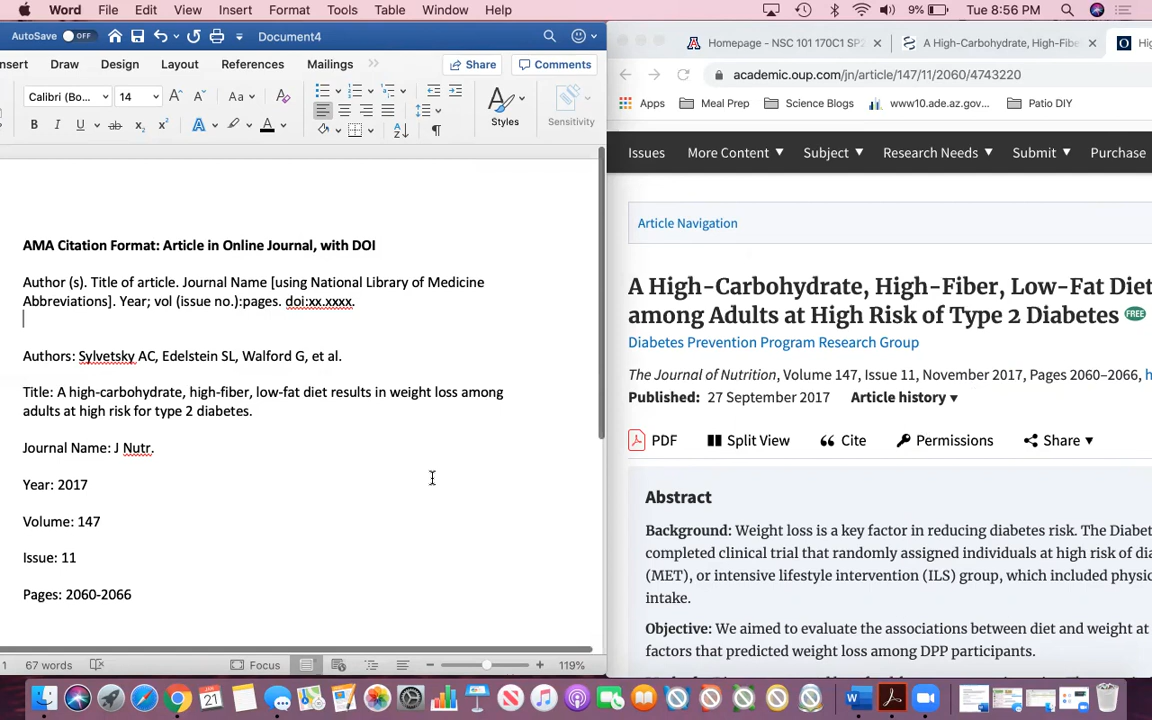 Word File Edit View Insert Format Tools Table Window Help 9% Tue 8:56 PM
AutoSave OFF Document4
nsert Draw Design Layout References Mailings Share Comments
Calibri (Bo... 14 Aa
B I U ab x2 x2 A A Styles Sensitivity
AMA Citation Format: Article in Online Journal, with DOI
Author (s). Title of article. Journal Name [using National Library of Medicine
Abbreviations]. Year; vol (issue no.):pages. doi:xx.xxxx.
Authors: Sylvetsky AC, Edelstein SL, Walford G, et al.
Title: A high-carbohydrate, high-fiber, low-fat diet results in weight loss among
adults at high risk for type 2 diabetes.
Journal Name: J Nutr.
Year: 2017
Volume: 147
Issue: 11
Pages: 2060-2066
1 67 words Focus 119%
Homepage - NSC 101 170C1 SP2 A High-Carbohydrate, High-Fibe Hig
academic.oup.com/jn/article/147/11/2060/4743220
Apps Meal Prep Science Blogs www10.ade.az.gov... Patio DIY
Issues More Content Subject Research Needs Submit Purchase
Article Navigation
A High-Carbohydrate, High-Fiber, Low-Fat Diet
among Adults at High Risk of Type 2 Diabetes FREE
Diabetes Prevention Program Research Group
The Journal of Nutrition, Volume 147, Issue 11, November 2017, Pages 2060–2066, h
Published: 27 September 2017 Article history
PDF Split View Cite Permissions Share
Abstract
Background: Weight loss is a key factor in reducing diabetes risk. The Diabet
completed clinical trial that randomly assigned individuals at high risk of dia
(MET), or intensive lifestyle intervention (ILS) group, which included physic
intake.
Objective: We aimed to evaluate the associations between diet and weight at
factors that predicted weight loss among DPP participants.
21